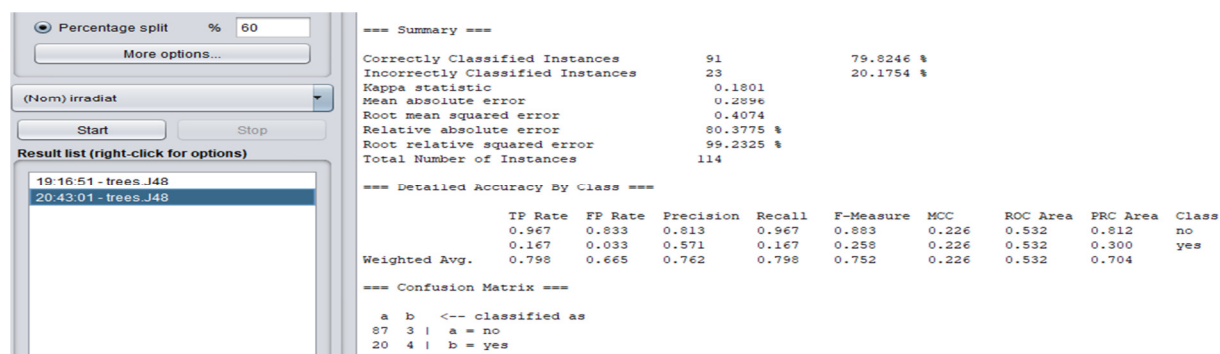 Percentage split % 60
More options...
(Nom) irradiat
Start Stop
Result list (right-click for options)
19:16:51 - trees.J48
20:43:01 - trees.J48
=== Summary ===
Correctly Classified Instances 91 79.8246 %
Incorrectly Classified Instances 23 20.1754 %
Kappa statistic 0.1801
Mean absolute error 0.2896
Root mean squared error 0.4074
Relative absolute error 80.3775 %
Root relative squared error 99.2325 %
Total Number of Instances 114
=== Detailed Accuracy By Class ===
TP Rate FP Rate Precision Recall F-Measure MCC ROC Area PRC Area Class
0.967 0.833 0.813 0.967 0.883 0.226 0.532 0.812 no
0.167 0.033 0.571 0.167 0.258 0.226 0.532 0.300 yes
Weighted Avg. 0.798 0.665 0.762 0.798 0.752 0.226 0.532 0.704
=== Confusion Matrix ===
a b <-- classified as
87 3 | a = no
20 4 | b = yes